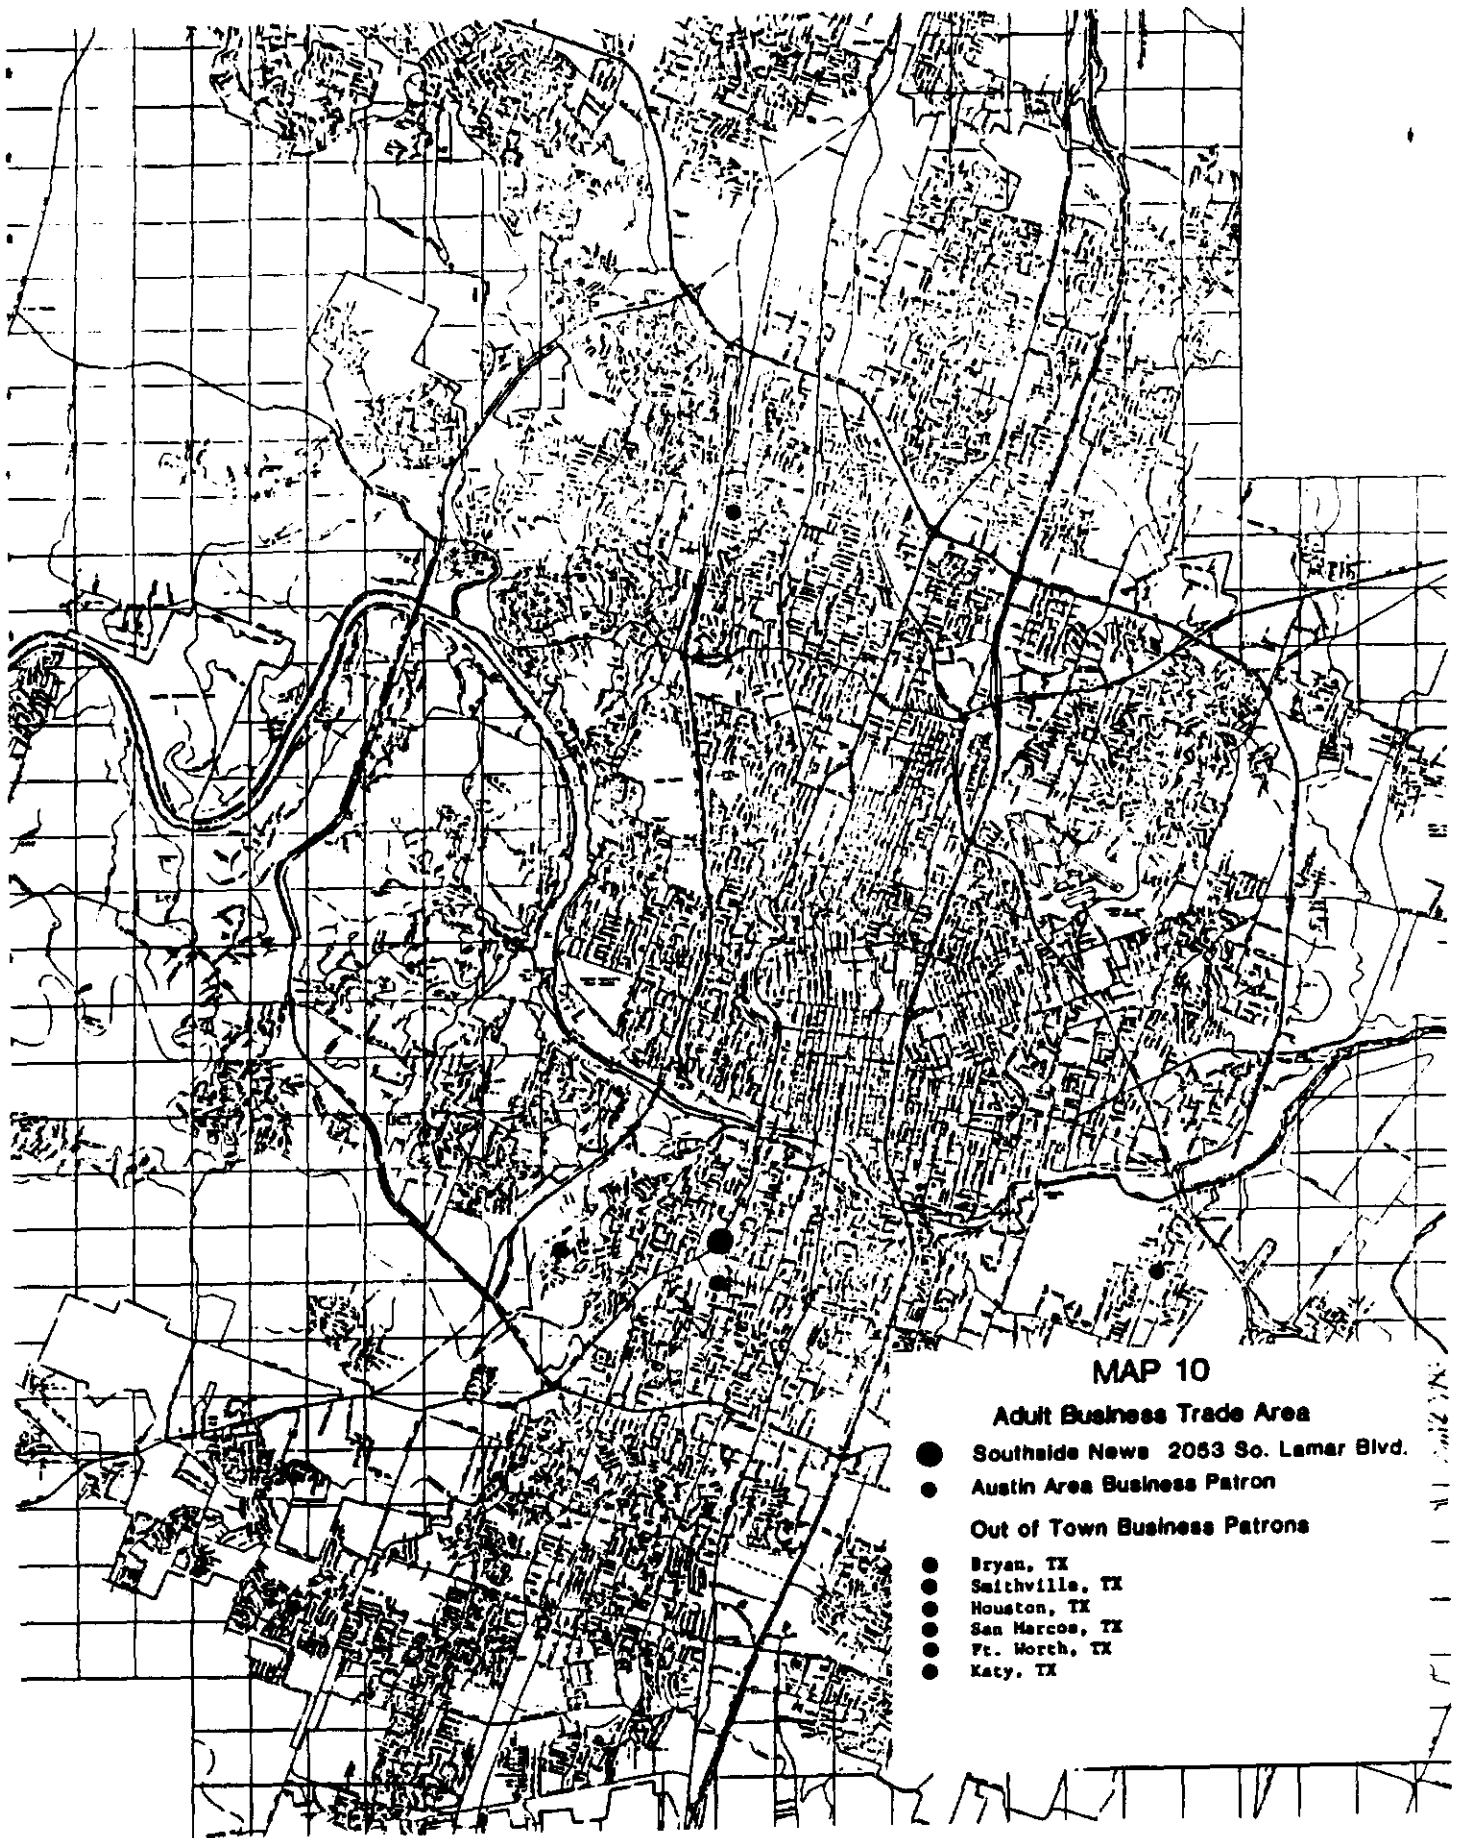 MAP 10
Adult Business Trade Area
Southside News 2053 So. Lamar Blvd.
Austin Area Business Patron
Out of Town Business Patrons
Bryan, TX
Smithville, TX
Houston, TX
San Marcos, TX
Ft. Worth, TX
Katy, TX